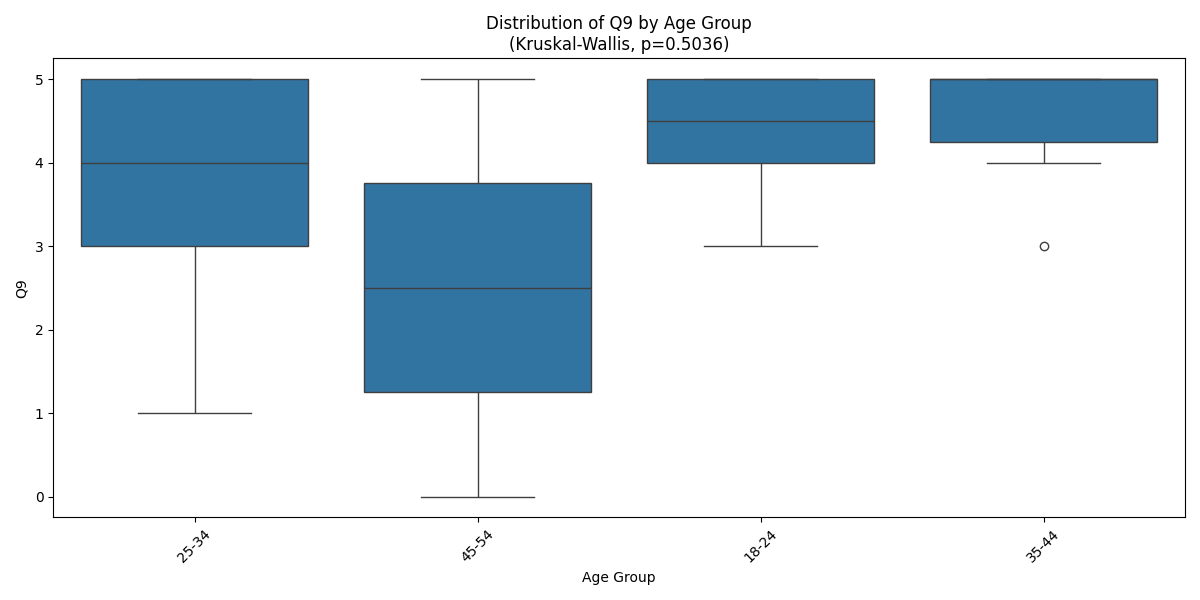 Distribution of Q9 by Age Group
(Kruskal-Wallis, p=0.5036)
5
4
3
2
1
0
Q9
25-34
45-54
18-24
35-44
Age Group